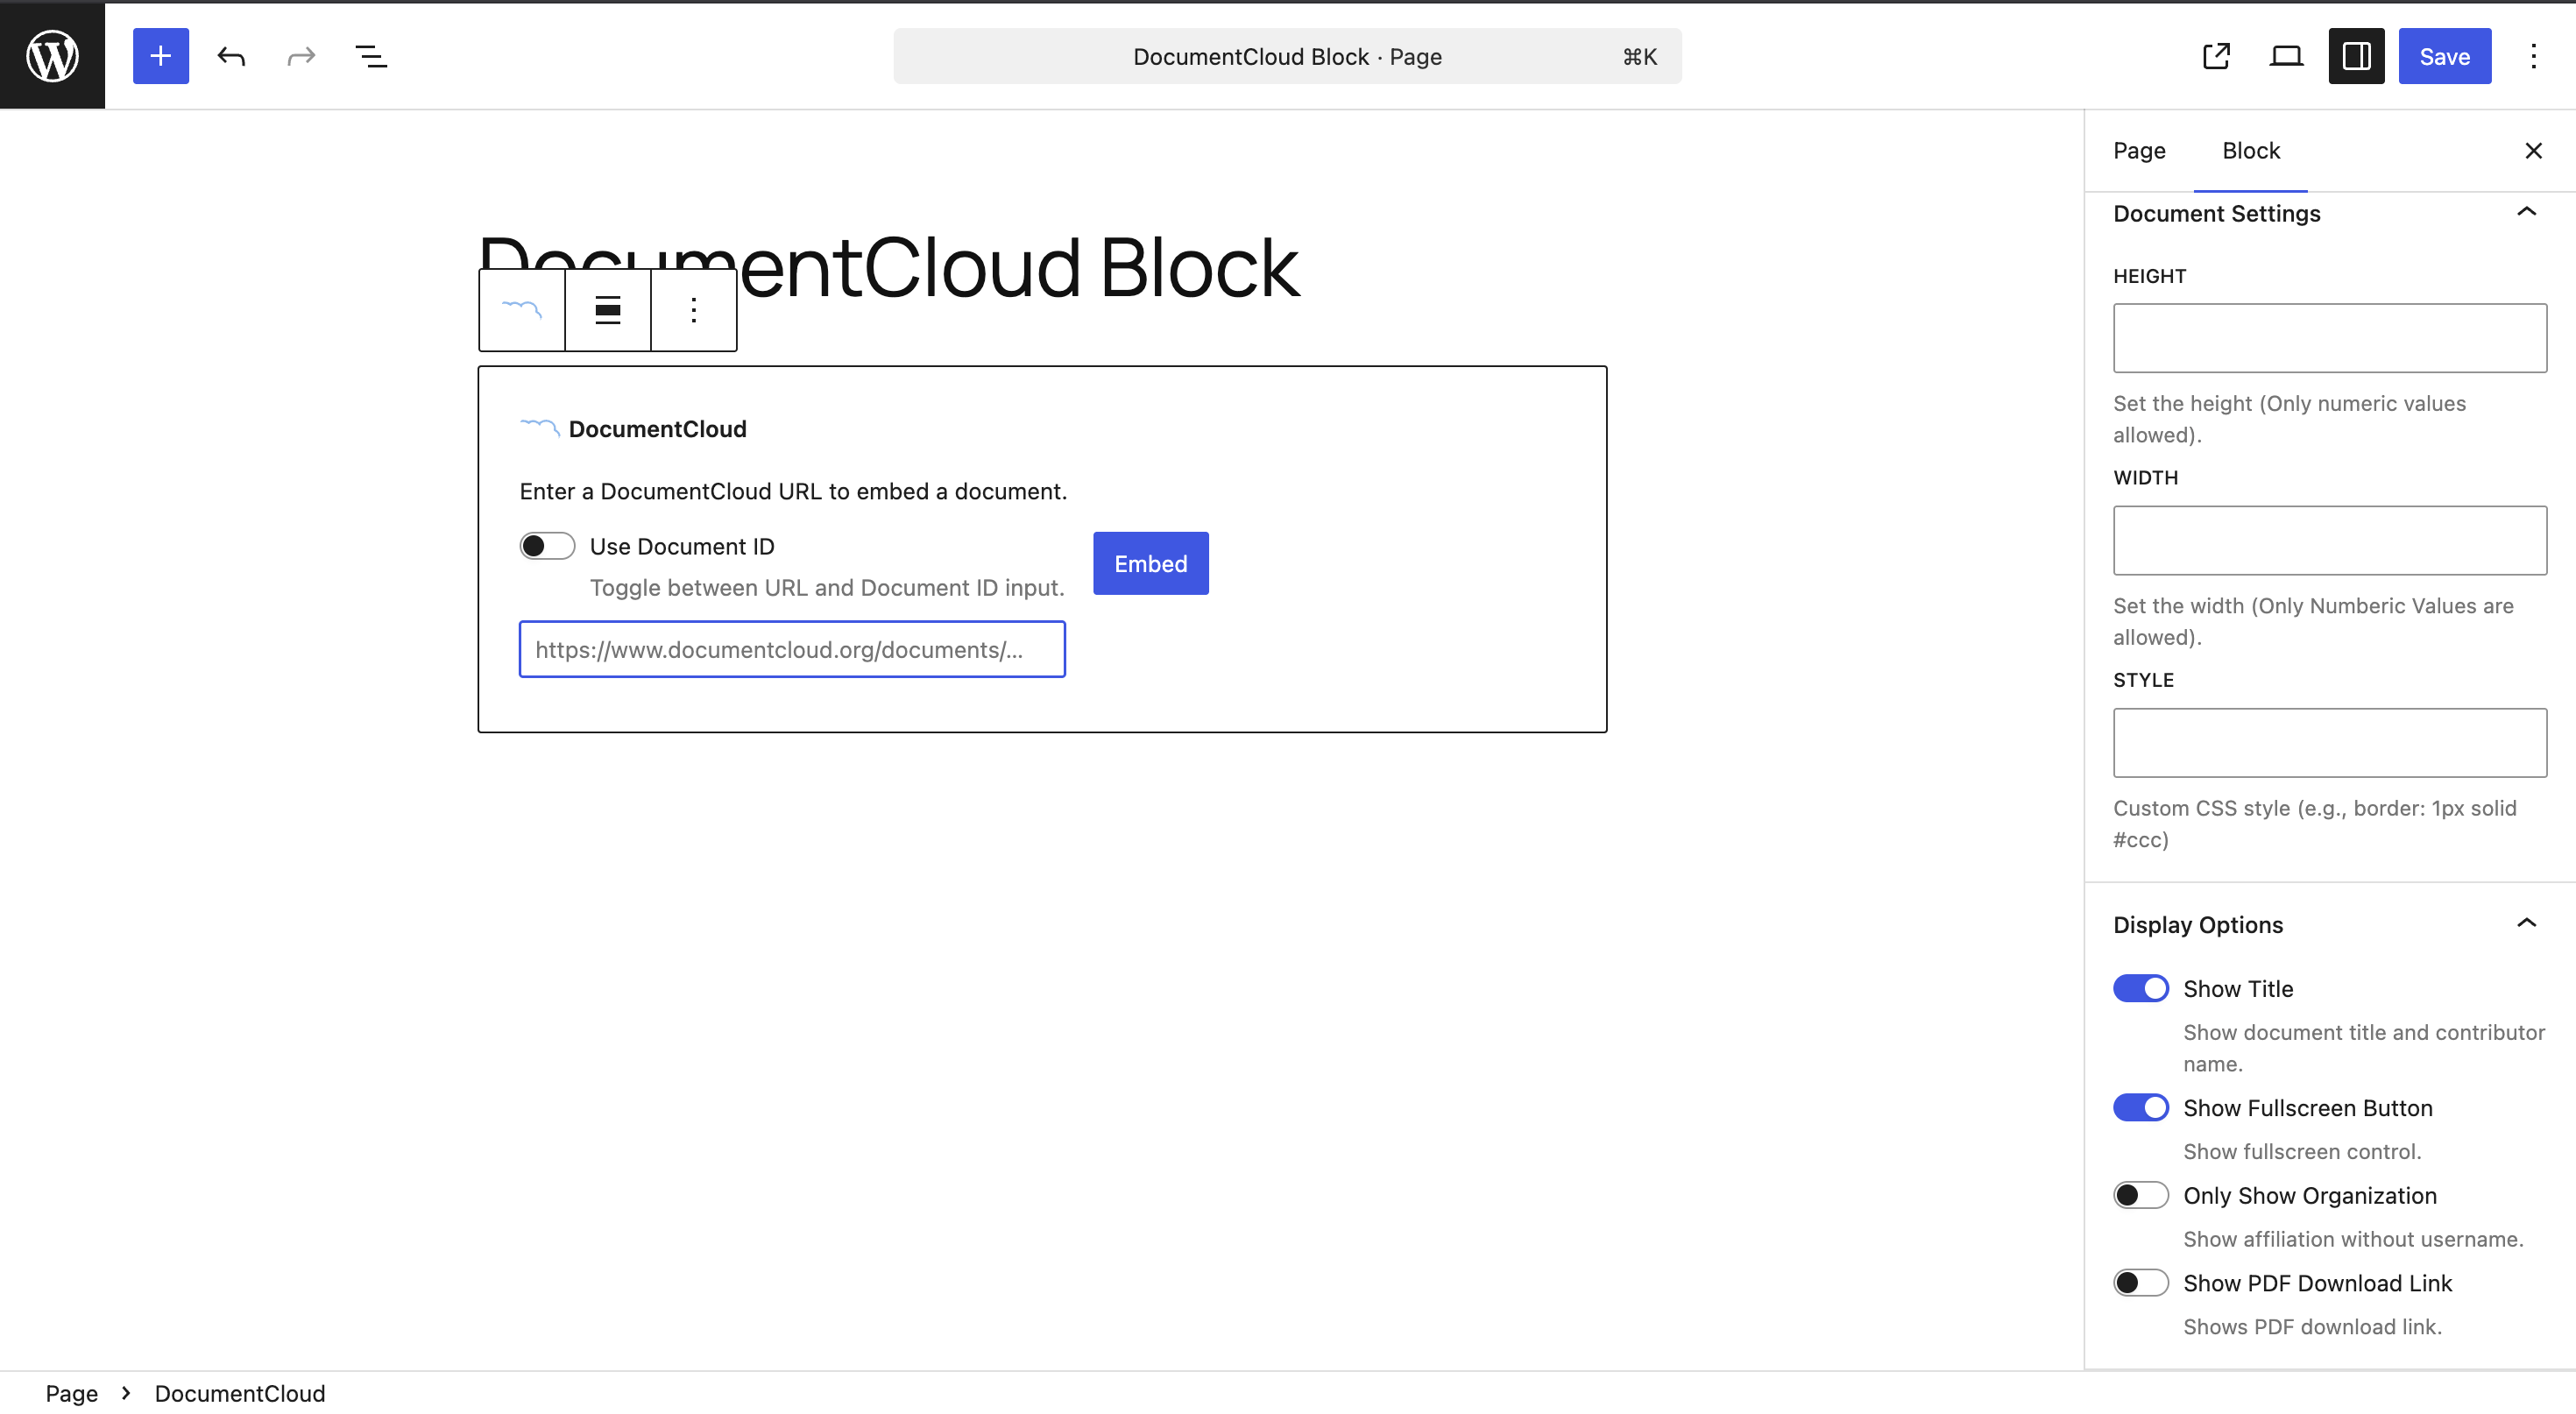 DocumentCloud Block · Page
⌘K
Save
Page
Block
DocumentCloud Block
DocumentCloud
Enter a DocumentCloud URL to embed a document.
Use Document ID
Toggle between URL and Document ID input.
https://www.documentcloud.org/documents/...
Embed
Document Settings
HEIGHT
Set the height (Only numeric values
allowed).
WIDTH
Set the width (Only Numberic Values are
allowed).
STYLE
Custom CSS style (e.g., border: 1px solid
#ccc)
Display Options
Show Title
Show document title and contributor
name.
Show Fullscreen Button
Show fullscreen control.
Only Show Organization
Show affiliation without username.
Show PDF Download Link
Shows PDF download link.
Page
DocumentCloud